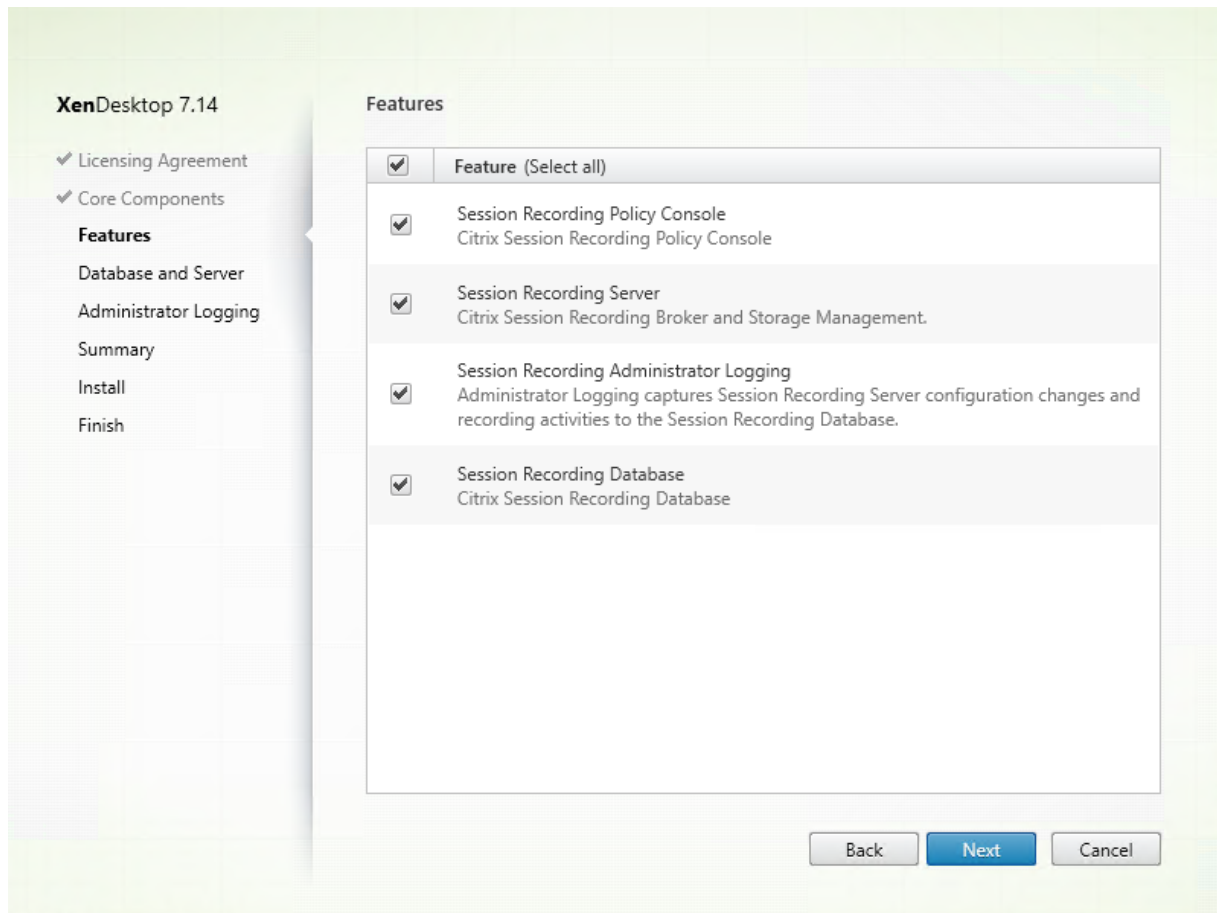 XenDesktop 7.14
Licensing Agreement
Core Components
Features
Database and Server
Administrator Logging
Summary
Install
Finish
Features
Feature (Select all)
Session Recording Policy Console
Citrix Session Recording Policy Console
Session Recording Server
Citrix Session Recording Broker and Storage Management.
Session Recording Administrator Logging
Administrator Logging captures Session Recording Server configuration changes and
recording activities to the Session Recording Database.
Session Recording Database
Citrix Session Recording Database
Back
Next
Cancel